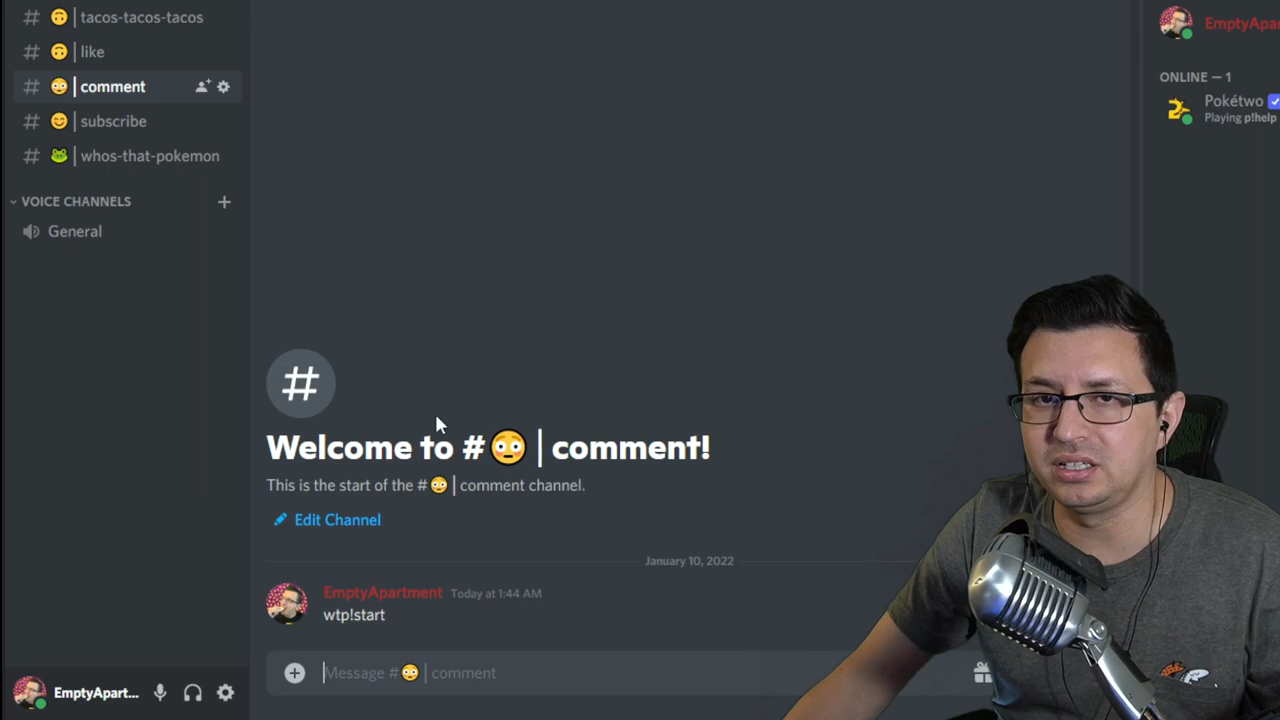 # 🙃 | tacos-tacos-tacos
# 🙃 | like
# 😳 | comment
# 😊 | subscribe
# 🐸 | whos-that-pokemon
VOICE CHANNELS
General
EmptyApart...
Welcome to #😳 | comment!
This is the start of the #😳 | comment channel.
Edit Channel
January 10, 2022
EmptyApartment Today at 1:44 AM
wtp!start
Message #😳 | comment
EmptyApar
ONLINE — 1
Pokétwo
Playing p!help